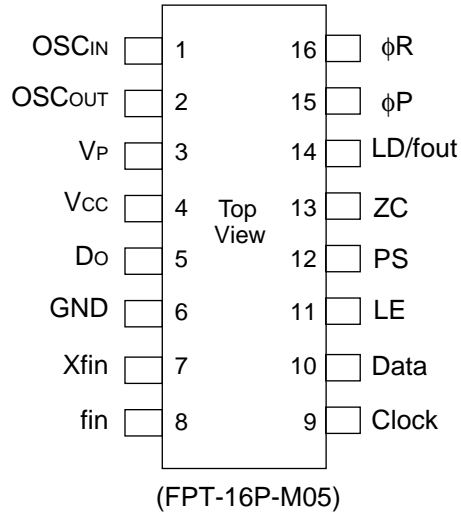 OSCIN 1 16 ϕR
OSCOUT 2 15 ϕP
VP 3 14 LD/fout
VCC 4 Top View 13 ZC
DO 5 12 PS
GND 6 11 LE
Xfin 7 10 Data
fin 8 9 Clock
(FPT-16P-M05)